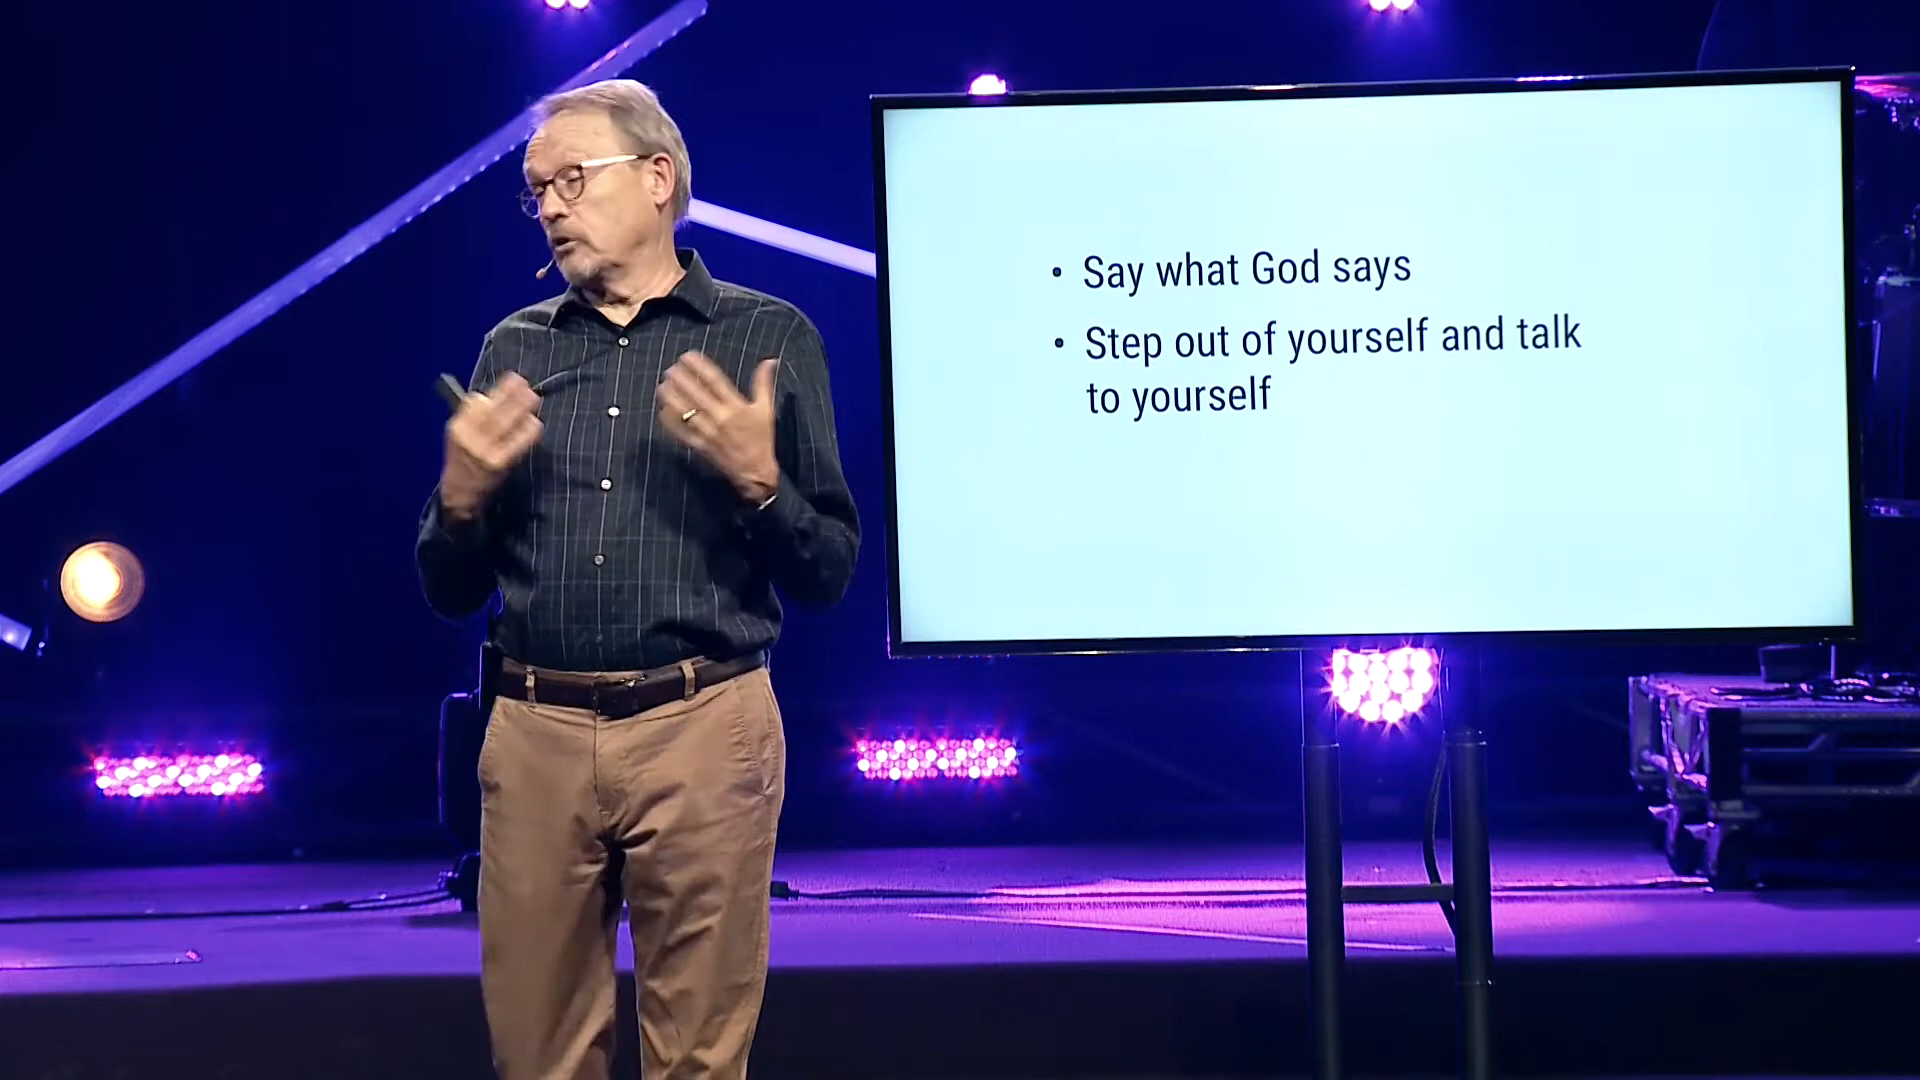 • Say what God says
• Step out of yourself and talk
to yourself